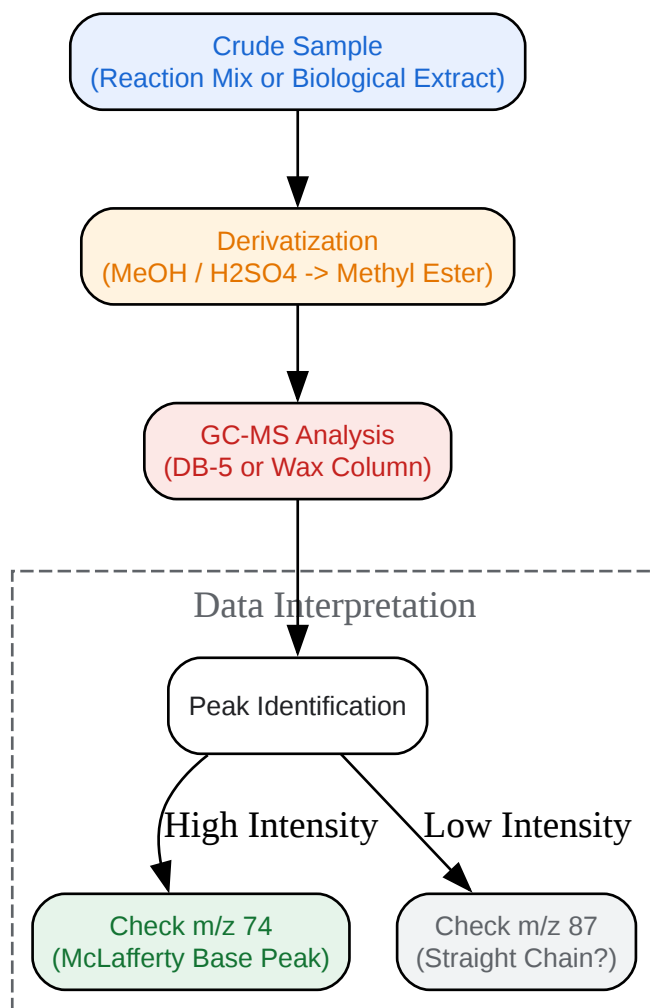 Crude Sample
(Reaction Mix or Biological Extract)
Derivatization
(MeOH / H2SO4 -> Methyl Ester)
GC-MS Analysis
(DB-5 or Wax Column)
Data Interpretation
Peak Identification
High Intensity
Low Intensity
Check m/z 74
(McLafferty Base Peak)
Check m/z 87
(Straight Chain?)